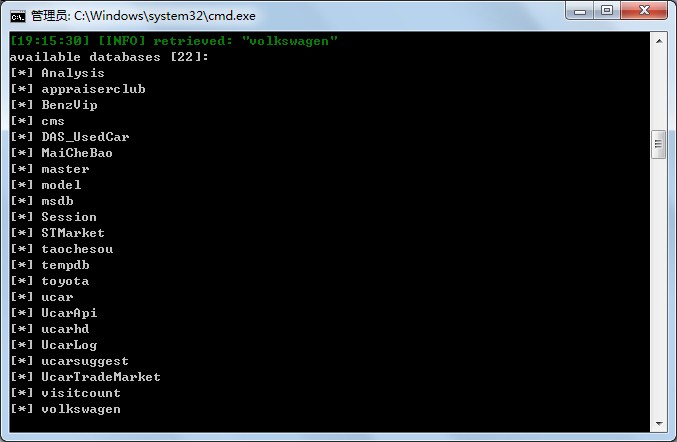 管理员: C:\Windows\system32\cmd.exe
[19:15:30] [INFO] retrieved: "volkswagen"
available databases [22]:
[*] Analysis
[*] appraiserclub
[*] BenzVip
[*] cms
[*] DAS_UsedCar
[*] MaiCheBao
[*] master
[*] model
[*] msdb
[*] Session
[*] STMarket
[*] taochesou
[*] tempdb
[*] toyota
[*] ucar
[*] UcarApi
[*] ucarhd
[*] UcarLog
[*] ucarsuggest
[*] UcarTradeMarket
[*] visitcount
[*] volkswagen